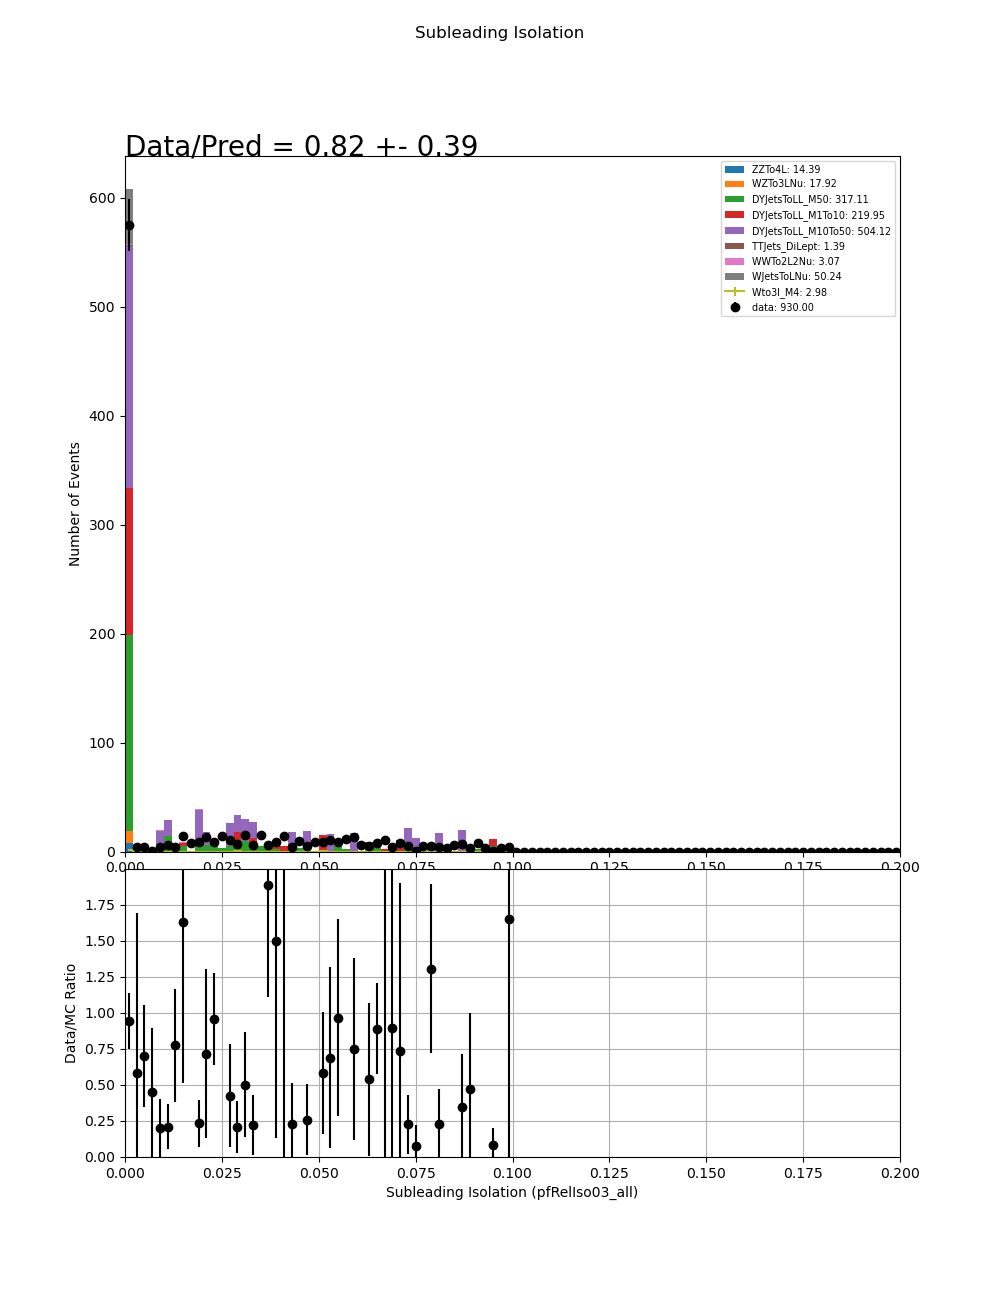 Subleading Isolation
Data/Pred = 0.82 +- 0.39
ZZTo4L: 14.39
WZTo3LNu: 17.92
DYJetsToLL_M50: 317.11
DYJetsToLL_M1To10: 219.95
DYJetsToLL_M10To50: 504.12
TTJets_DiLept: 1.39
WWTo2L2Nu: 3.07
WJetsToLNu: 50.24
Wto3l_M4: 2.98
data: 930.00
Number of Events
600
500
400
300
200
100
0
0.000 0.025 0.050 0.075 0.100 0.125 0.150 0.175 0.200
Data/MC Ratio
1.75
1.50
1.25
1.00
0.75
0.50
0.25
0.00
0.000 0.025 0.050 0.075 0.100 0.125 0.150 0.175 0.200
Subleading Isolation (pfRelIso03_all)